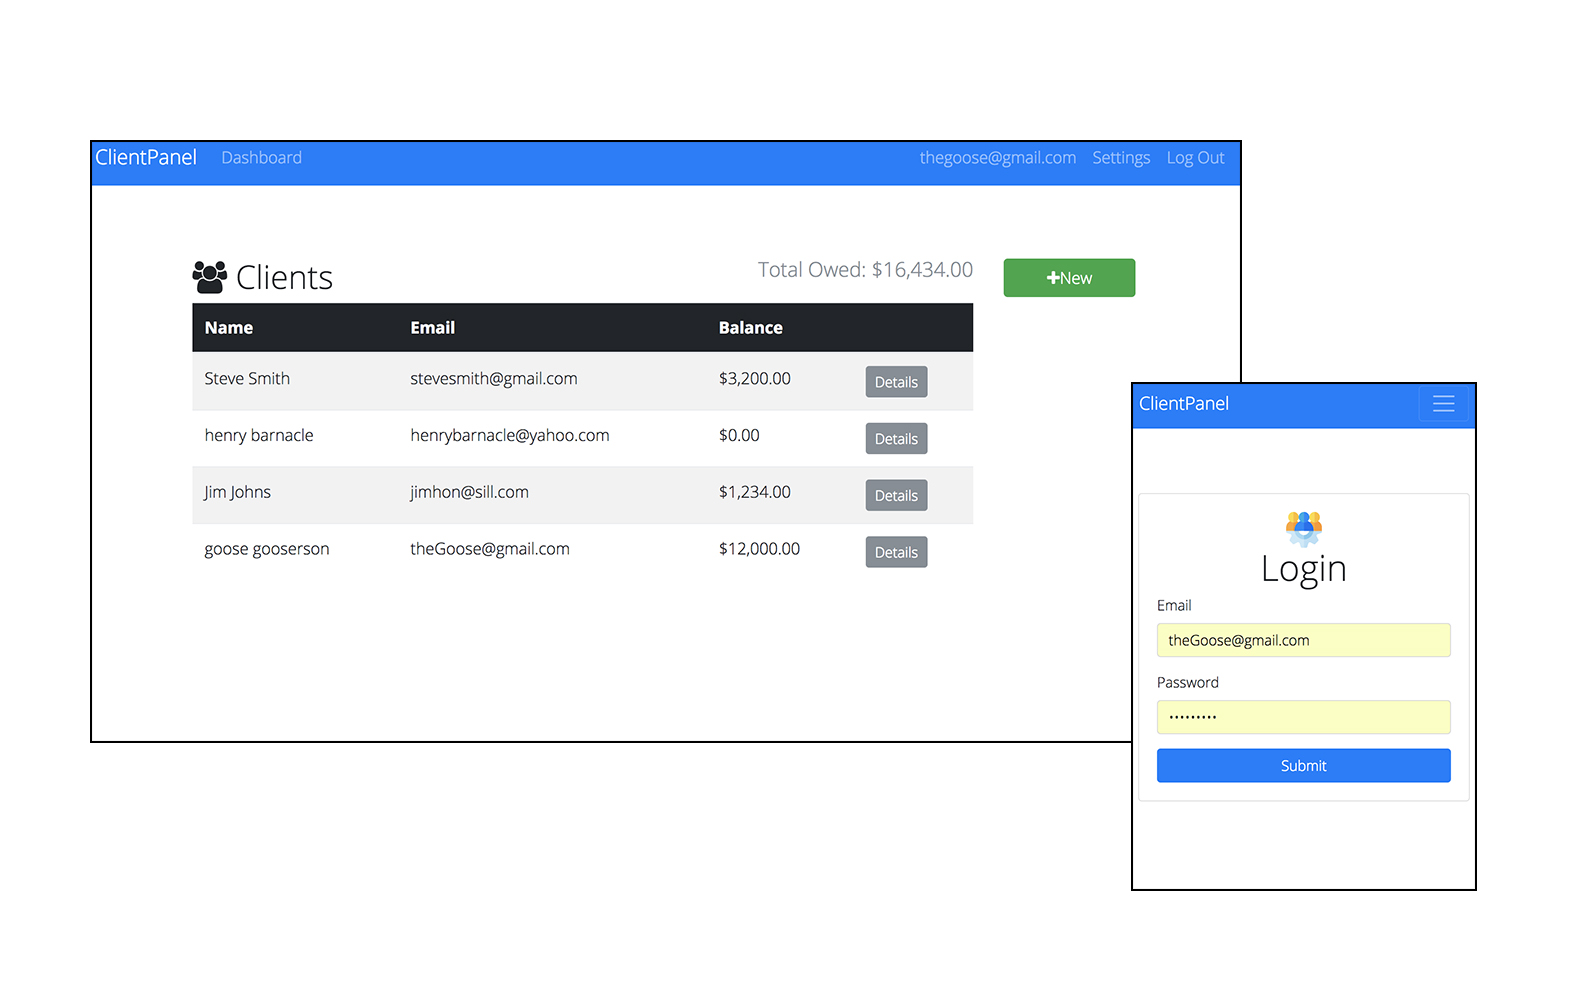 ClientPanel Dashboard thegoose@gmail.com Settings Log Out
Clients Total Owed: $16,434.00 New
Name Email Balance
Steve Smith stevesmith@gmail.com $3,200.00 Details
henry barnacle henrybarnacle@yahoo.com $0.00 Details
Jim Johns jimhon@sill.com $1,234.00 Details
goose gooserson theGoose@gmail.com $12,000.00 Details
ClientPanel
Login
Email
theGoose@gmail.com
Password
•••••••••
Submit